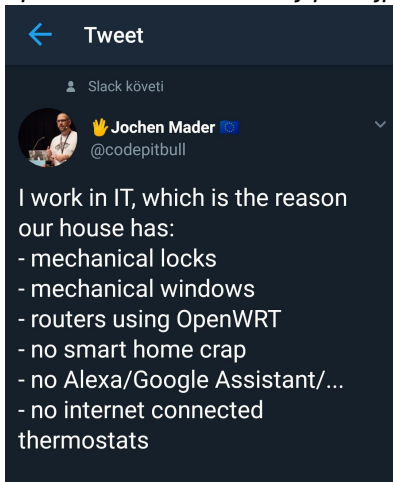 Tweet
Slack követi
🖖Jochen Mader 🇪🇺
@codepitbull
I work in IT, which is the reason
our house has:
- mechanical locks
- mechanical windows
- routers using OpenWRT
- no smart home crap
- no Alexa/Google Assistant/...
- no internet connected
thermostats